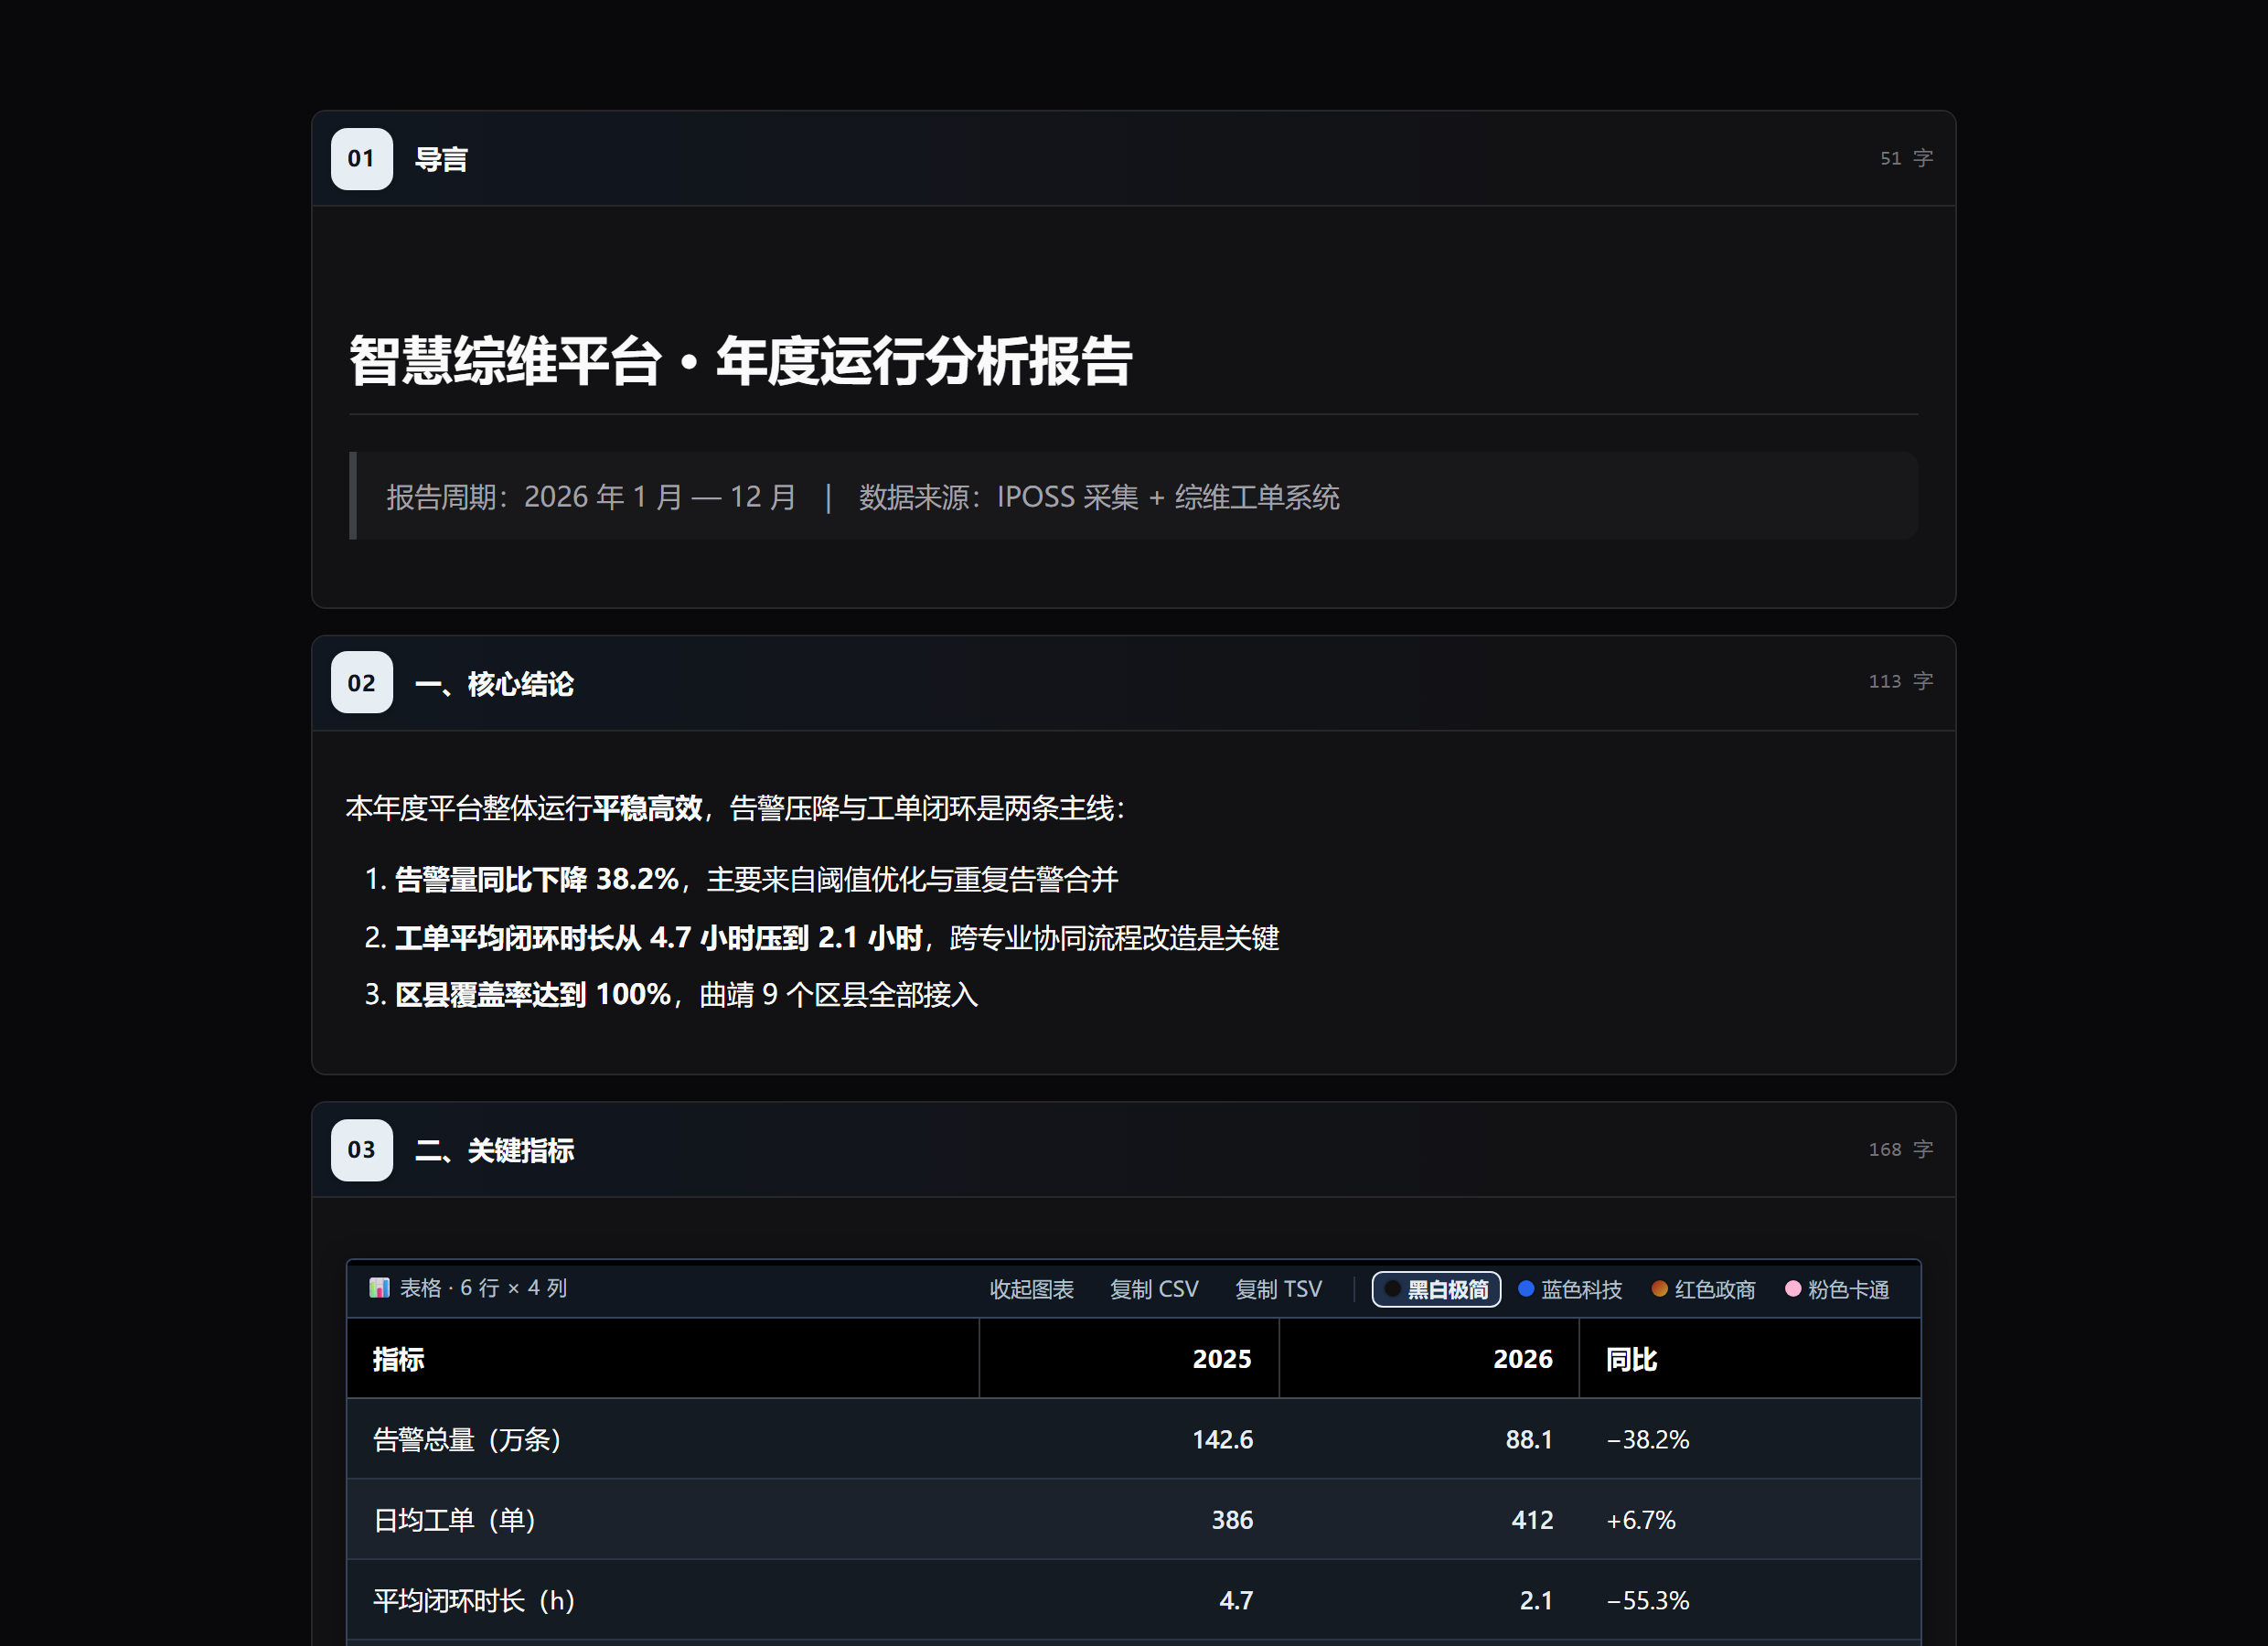 01 导言 51 字
智慧综维平台 · 年度运行分析报告
报告周期：2026 年 1 月 — 12 月 | 数据来源：IPOSS 采集 + 综维工单系统
02 一、核心结论 113 字
本年度平台整体运行平稳高效，告警压降与工单闭环是两条主线：
1. 告警量同比下降 38.2%，主要来自阈值优化与重复告警合并
2. 工单平均闭环时长从 4.7 小时压到 2.1 小时，跨专业协同流程改造是关键
3. 区县覆盖率达到 100%，曲靖 9 个区县全部接入
03 二、关键指标 168 字
表格 · 6 行 × 4 列 收起图表 复制 CSV 复制 TSV 黑白极简 蓝色科技 红色政商 粉色卡通
指标 2025 2026 同比
告警总量（万条） 142.6 88.1 −38.2%
日均工单（单） 386 412 +6.7%
平均闭环时长（h） 4.7 2.1 −55.3%